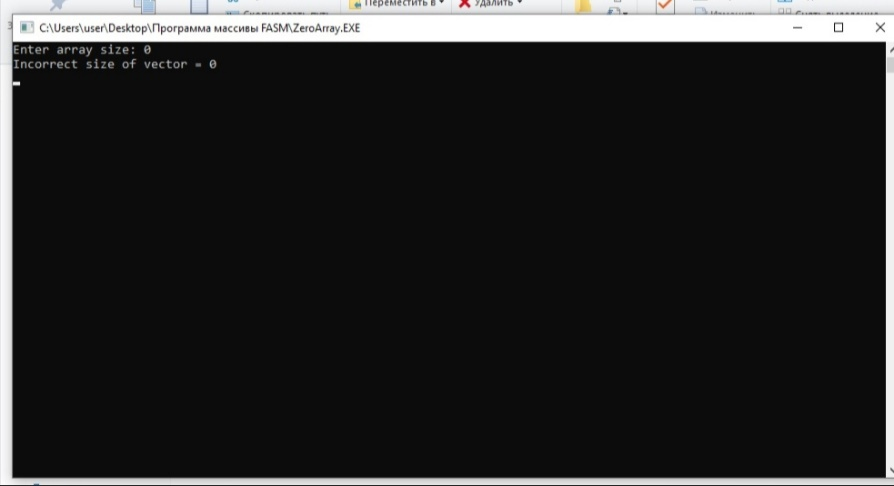 Переместить в
Удалить
C:\Users\user\Desktop\Программа массивы FASM\ZeroArray.EXE
Enter array size: 0
Incorrect size of vector = 0